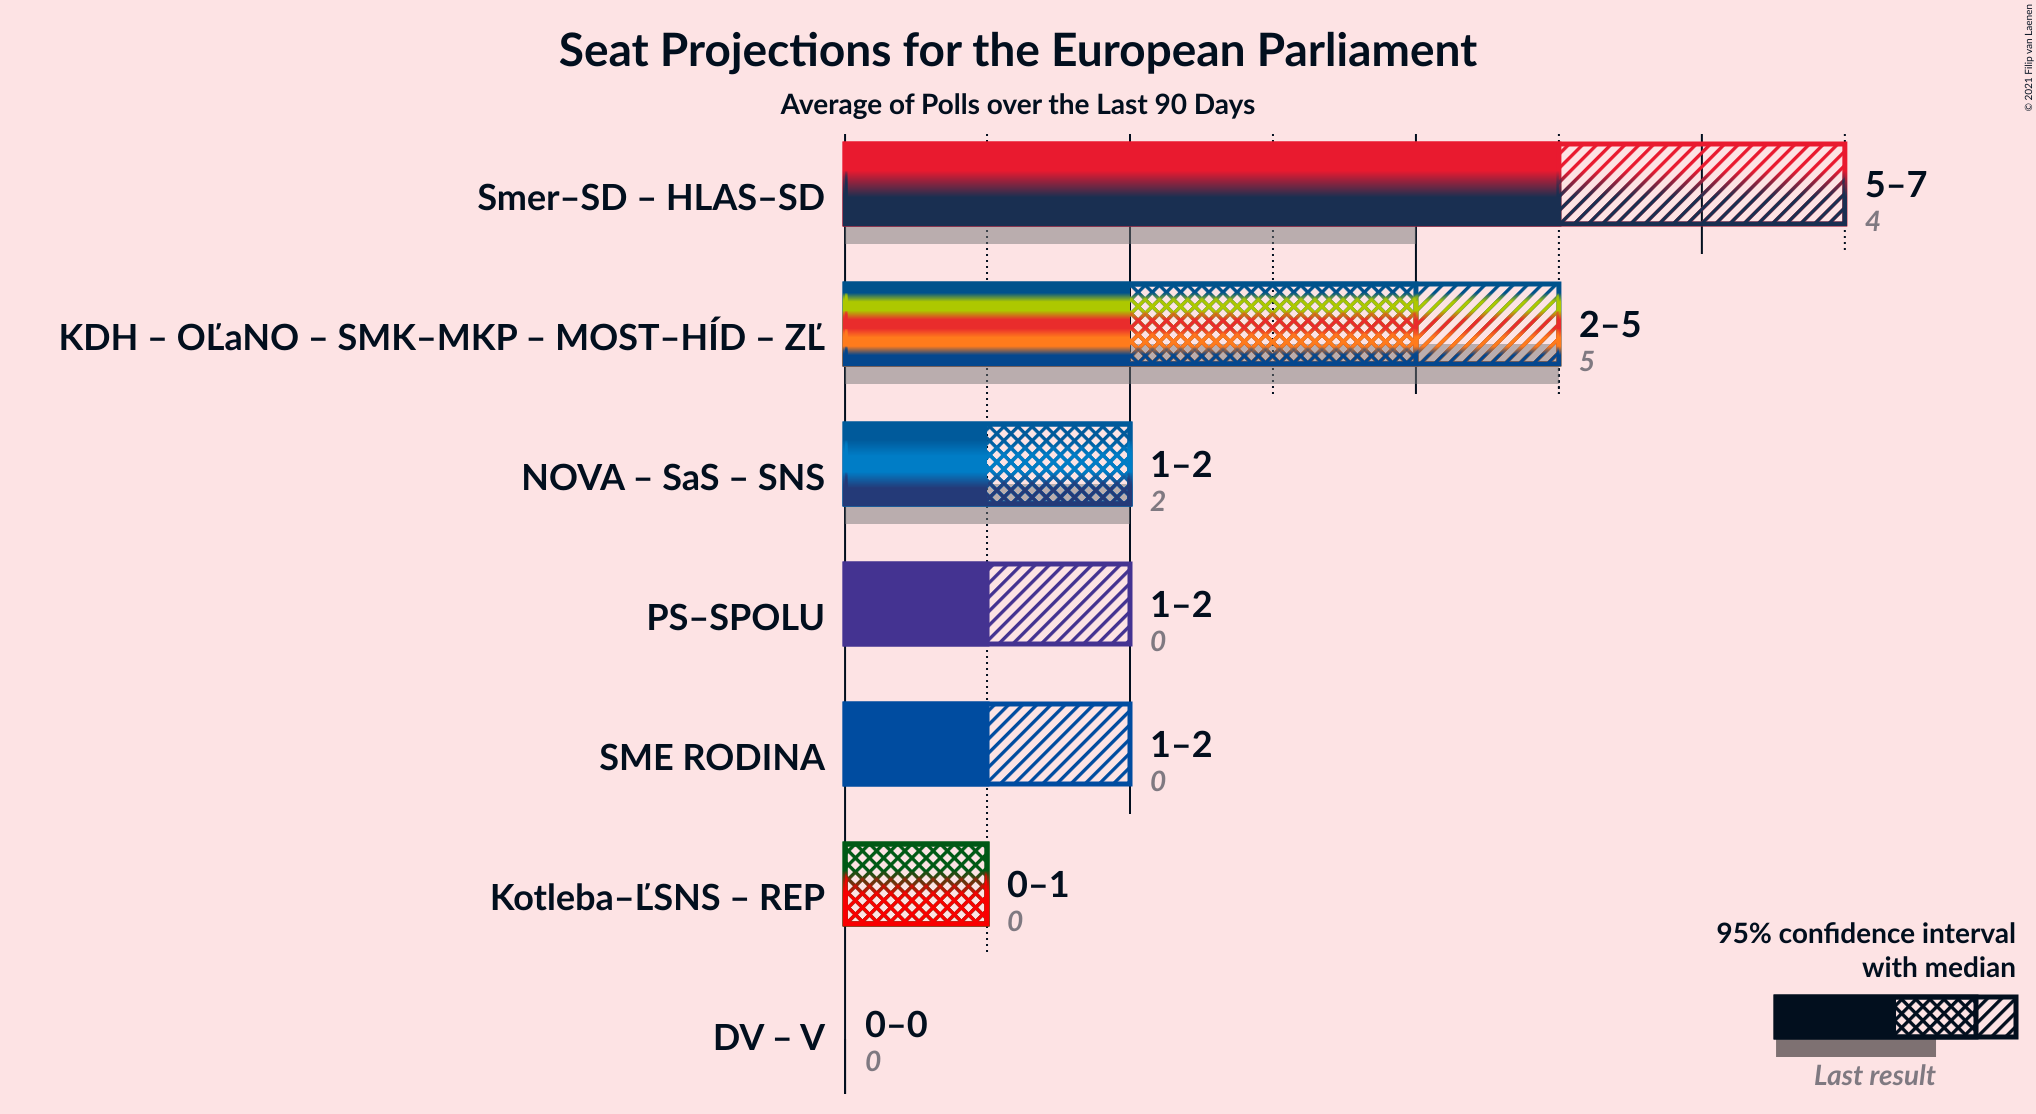 Seat Projections for the European Parliament
Average of Polls over the Last 90 Days
© 2021 Filip van Laenen
Smer–SD – HLAS–SD
5–7
4
KDH – OĽaNO – SMK–MKP – MOST–HÍD – ZĽ
2–5
5
NOVA – SaS – SNS
1–2
2
PS–SPOLU
1–2
0
SME RODINA
1–2
0
Kotleba–ĽSNS – REP
0–1
0
DV – V
0–0
0
95% confidence interval
with median
Last result